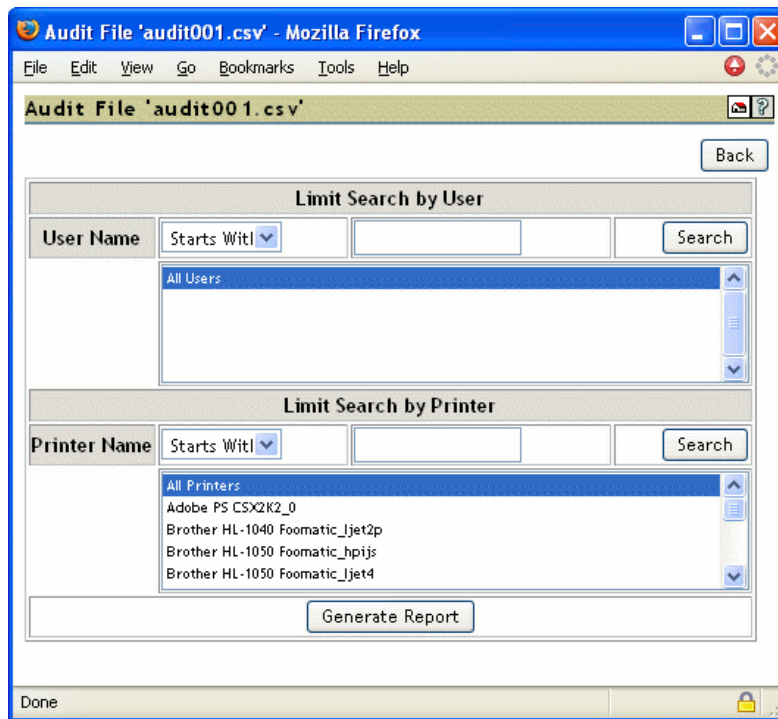 Audit File 'audit001.csv' - Mozilla Firefox
File Edit View Go Bookmarks Tools Help
Audit File 'audit001.csv'
?
Back
Limit Search by User
User Name Starts Witl Search
All Users
Limit Search by Printer
Printer Name Starts Witl Search
All Printers
Adobe PS CSX2K2_0
Brother HL-1040 Foomatic_ljet2p
Brother HL-1050 Foomatic_hpijs
Brother HL-1050 Foomatic_ljet4
Generate Report
Done